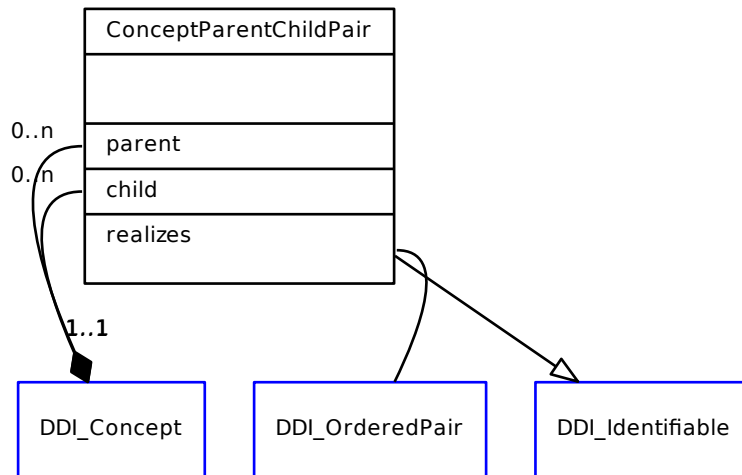 ConceptParentChildPair
0..n
parent
0..n
child
realizes
1..1
DDI_Concept
DDI_OrderedPair
DDI_Identifiable